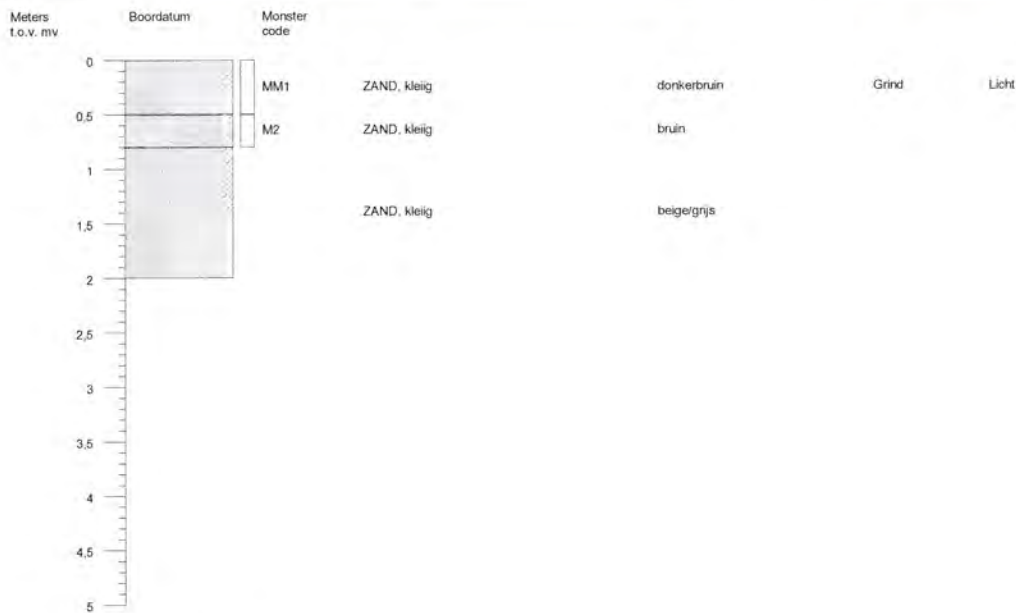 Meters t.o.v. mv
Boordatum
Monster code
0
MM1 ZAND, kleiig donkerbruin Grind Licht
0,5
M2 ZAND, kleiig bruin
1
ZAND, kleiig beige/grijs
1,5
2
2,5
3
3,5
4
4,5
5